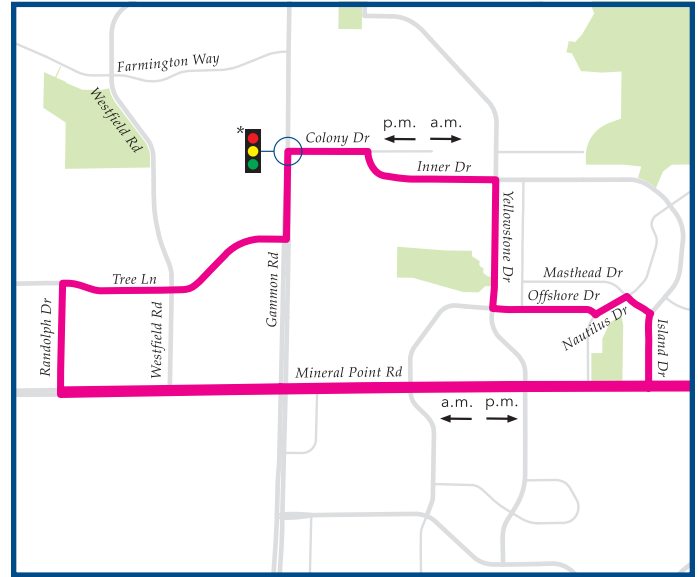 Farmington Way
Westfield Rd
*
Colony Dr
p.m.
a.m.
Inner Dr
Yellowstone Dr
Gammon Rd
Masthead Dr
Tree Ln
Offshore Dr
Nautilus Dr
Randolph Dr
Westfield Rd
Island Dr
Mineral Point Rd
a.m.
p.m.